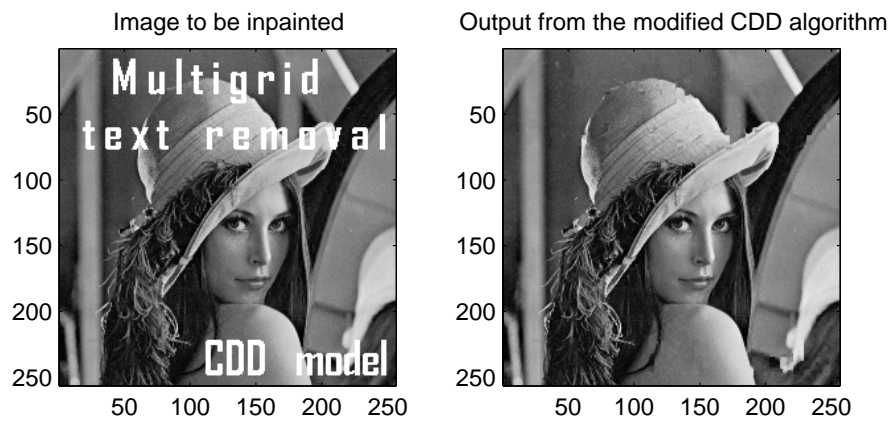 Image to be inpainted
Output from the modified CDD algorithm
Multigrid
text removal
CDD model
50
100
150
200
250
50 100 150 200 250
50
100
150
200
250
50 100 150 200 250